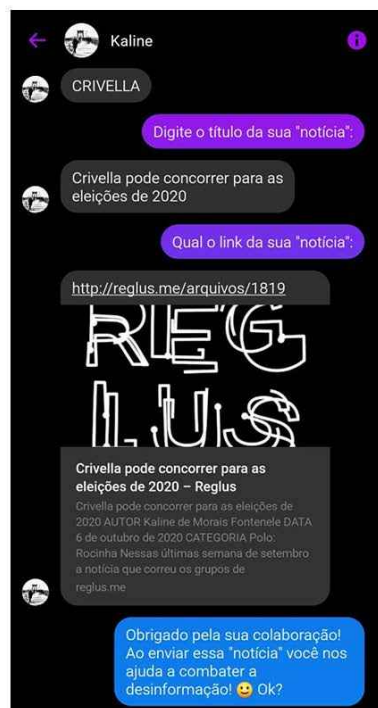 Kaline
CRIVELLA
Digite o título da sua "notícia":
Crivella pode concorrer para as
eleições de 2020
Qual o link da sua "notícia":
http://reglus.me/arquivos/1819
REG
LUS
Crivella pode concorrer para as
eleições de 2020 – Reglus
Crivella pode concorrer para as eleições de
2020 AUTOR Kaline de Morais Fontenele DATA
6 de outubro de 2020 CATEGORIA Polo:
Rocinha Nessas últimas semana de setembro
a notícia que correu os grupos de
reglus.me
Obrigado pela sua colaboração!
Ao enviar essa "notícia" você nos
ajuda a combater a
desinformação! 😀 Ok?